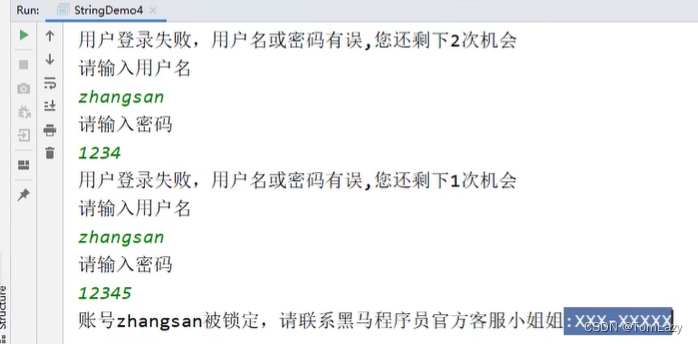 Run: StringDemo4
用户登录失败，用户名或密码有误,您还剩下2次机会
请输入用户名
zhangsan
请输入密码
1234
用户登录失败，用户名或密码有误,您还剩下1次机会
请输入用户名
zhangsan
请输入密码
12345
账号zhangsan被锁定，请联系黑马程序员官方客服小姐姐:XXX-XXXXX
CSDN @TomLazy
Structure